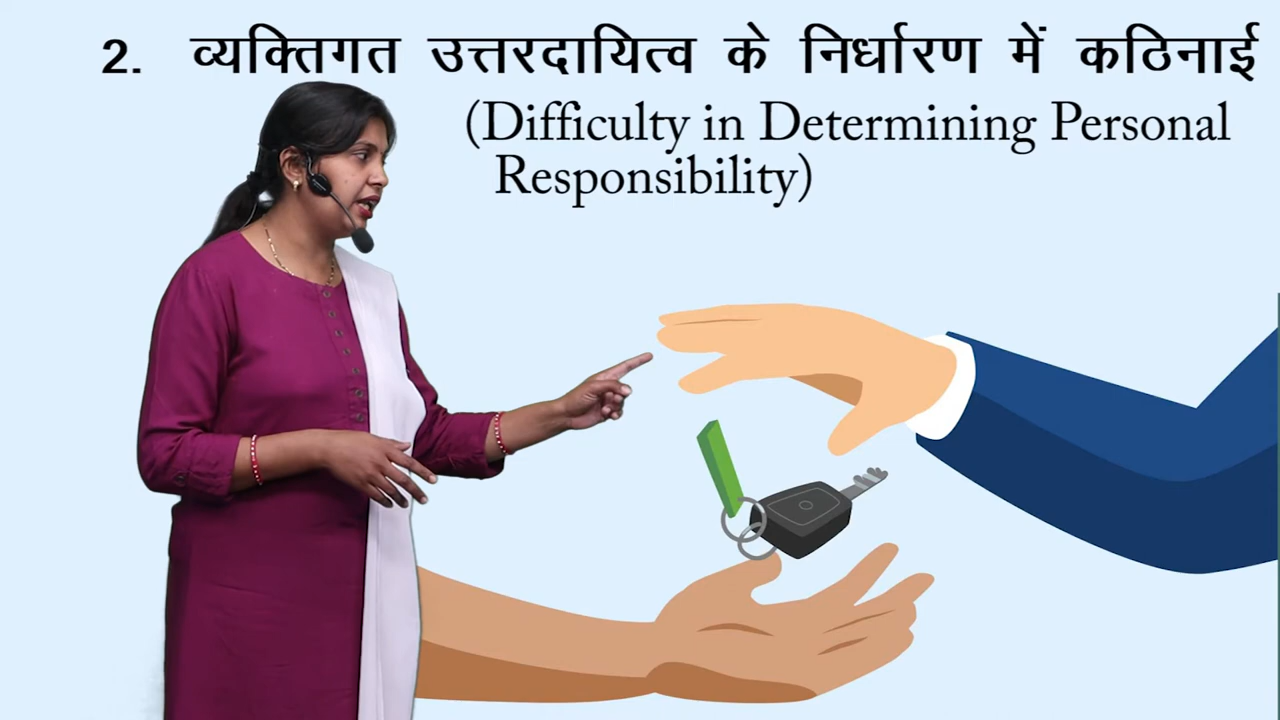 2. व्यक्तिगत उत्तरदायित्व के निर्धारण में कठिनाई
(Difficulty in Determining Personal
Responsibility)